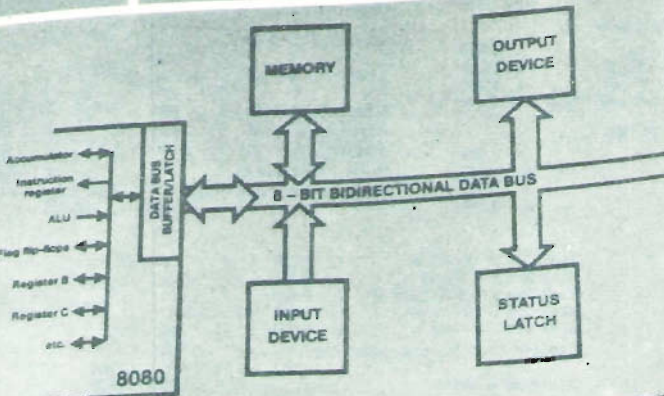 MEMORY
OUTPUT
DEVICE
Accumulator
Instruction
register
ALU
Flag flip-flops
Register B
Register C
etc.
DATA BUS
BUFFER/LATCH
8 - BIT BIDIRECTIONAL DATA BUS
INPUT
DEVICE
STATUS
LATCH
8080